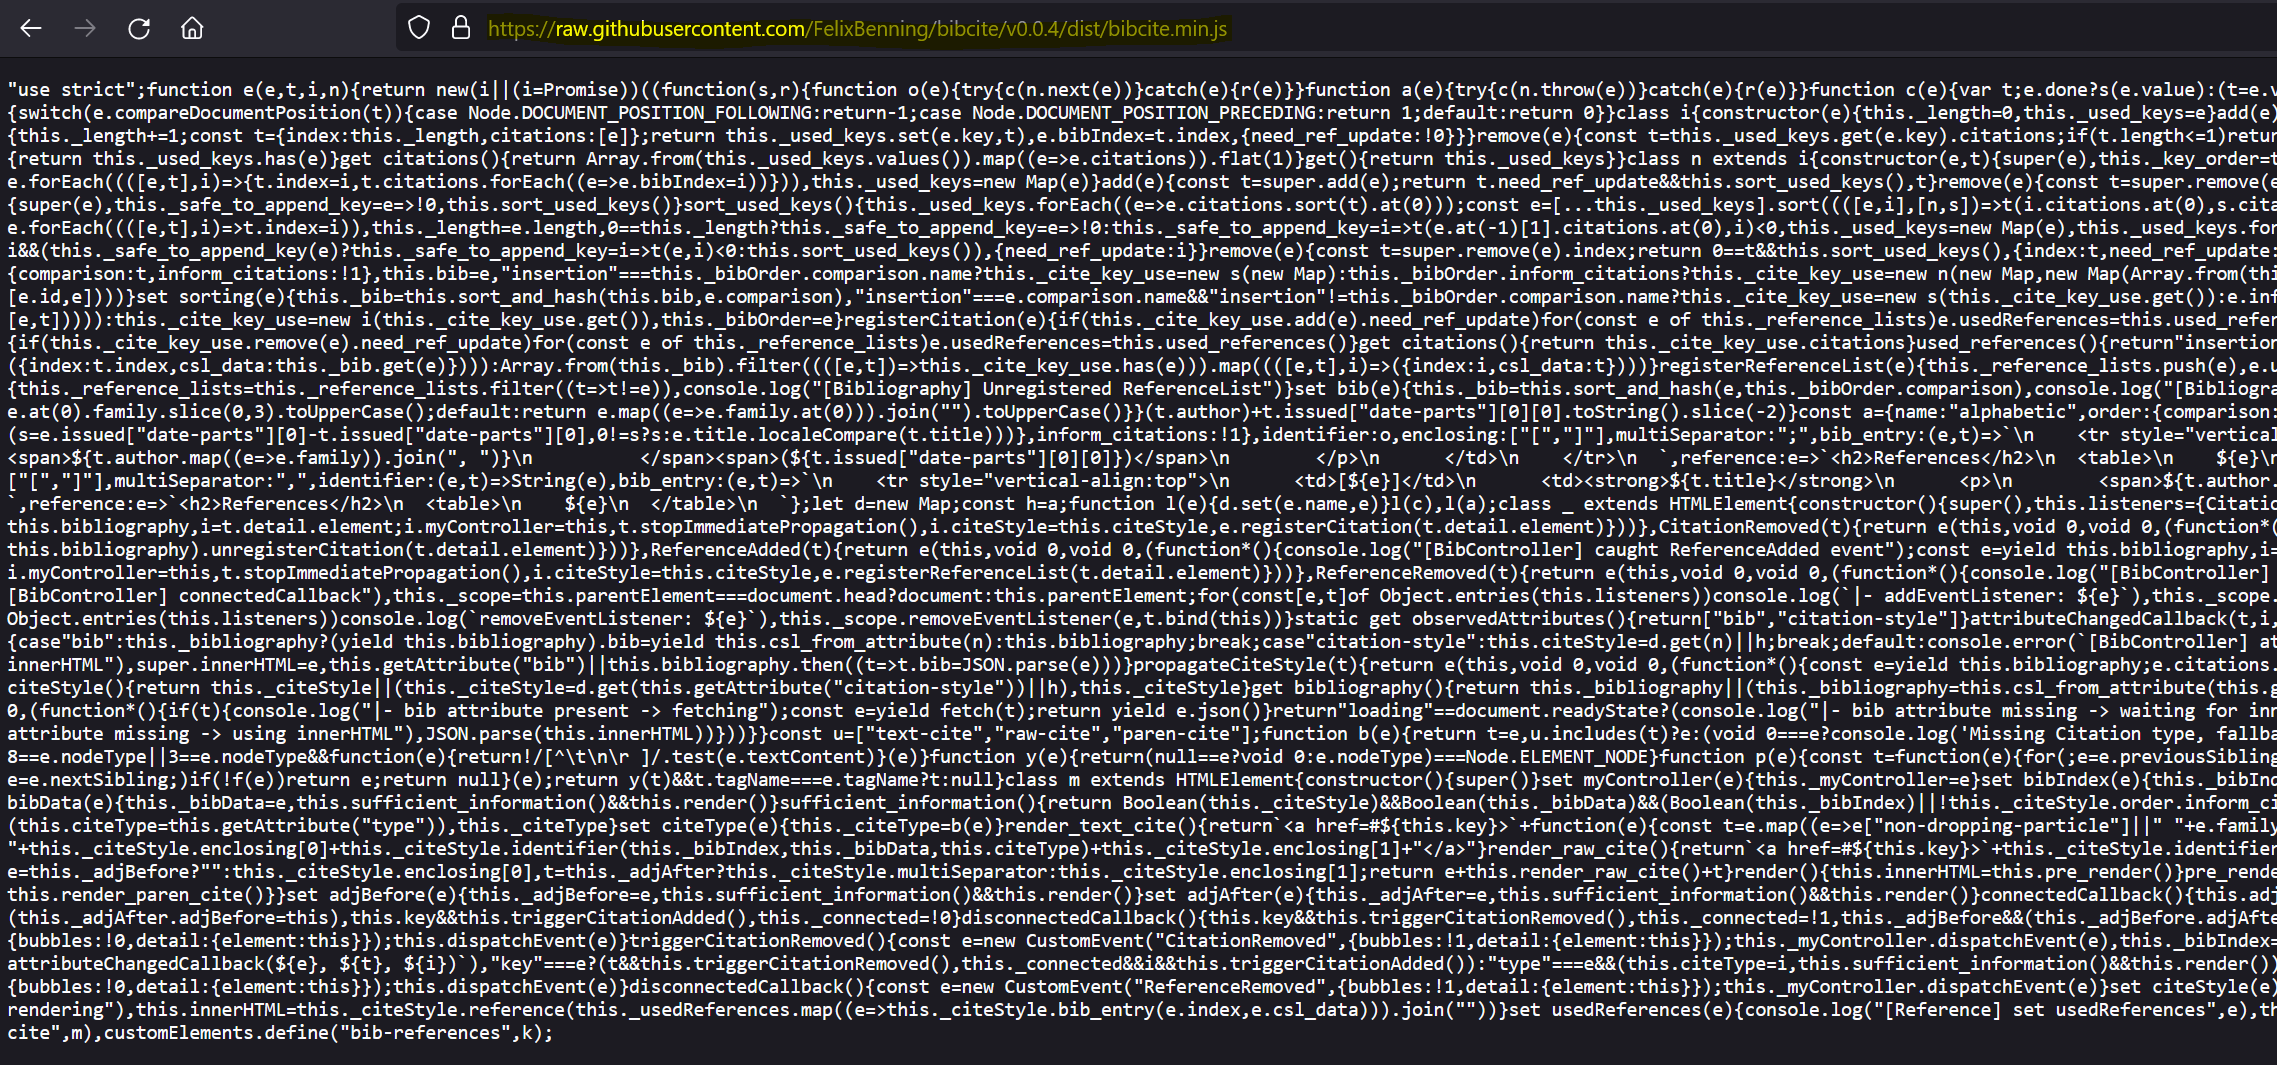 https://raw.githubusercontent.com/FelixBenning/bibcite/v0.0.4/dist/bibcite.min.js
"use strict";function e(e,t,i,n){return new(i||(i=Promise))((function(s,r){function o(e){try{c(n.next(e))}catch(e){r(e)}}function a(e){try{c(n.throw(e))}catch(e){r(e)}}function c(e){var t;e.done?s(e.value):(t=e.v
{switch(e.compareDocumentPosition(t)){case Node.DOCUMENT_POSITION_FOLLOWING:return-1;case Node.DOCUMENT_POSITION_PRECEDING:return 1;default:return 0}}class i{constructor(e){this._length=0,this._used_keys=e}add(e)
{this._length+=1;const t={index:this._length,citations:[e]};return this._used_keys.set(e.key,t),e.bibIndex=t.index,{need_ref_update:!0}}}remove(e){const t=this._used_keys.get(e.key).citations;if(t.length<=1)retur
{return this._used_keys.has(e)}get citations(){return Array.from(this._used_keys.values()).map((e=>e.citations)).flat(1)}get(){return this._used_keys}}class n extends i{constructor(e,t){super(e),this._key_order=t
e.forEach((([e,t],i)=>{t.index=i,t.citations.forEach((e=>e.bibIndex=i))})),this._used_keys=new Map(e)}add(e){const t=super.add(e);return t.need_ref_update&&this.sort_used_keys(),t}remove(e){const t=super.remove(e
{super(e),this._safe_to_append_key=e=>!0,this.sort_used_keys()}sort_used_keys(){this._used_keys.forEach((e=>e.citations.sort(t).at(0)));const e=[...this._used_keys].sort((([e,i],[n,s])=>t(i.citations.at(0),s.cita
e.forEach((([e,t],i)=>t.index=i)),this._length=e.length,0==this._length?this._safe_to_append_key=e=>!0:this._safe_to_append_key=i=>t(e.at(-1)[1].citations.at(0),i)<0,this._used_keys=new Map(e),this._used_keys.for
i&&(this._safe_to_append_key(e)?this._safe_to_append_key=i=>t(e,i)<0:this.sort_used_keys()),{need_ref_update:i}}remove(e){const t=super.remove(e).index;return 0==t&&this.sort_used_keys(),{index:t,need_ref_update:
{comparison:t,inform_citations:!1},this.bib=e,"insertion"===this._bibOrder.comparison.name?this._cite_key_use=new s(new Map):this._bibOrder.inform_citations?this._cite_key_use=new n(new Map,new Map(Array.from(thi
[e.id,e])))}set sorting(e){this._bib=this.sort_and_hash(this.bib,e.comparison),"insertion"===e.comparison.name&&"insertion"!=this._bibOrder.comparison.name?this._cite_key_use=new s(this._cite_key_use.get()):e.inf
[e,t])))):this._cite_key_use=new i(this._cite_key_use.get()),this._bibOrder=e}registerCitation(e){if(this._cite_key_use.add(e).need_ref_update)for(const e of this._reference_lists)e.usedReferences=this.used_refer
{if(this._cite_key_use.remove(e).need_ref_update)for(const e of this._reference_lists)e.usedReferences=this.used_references()}get citations(){return this._cite_key_use.citations}used_references(){return"insertion
({index:t.index,csl_data:this._bib.get(e)}))):Array.from(this._bib).filter((([e,t])=>this._cite_key_use.has(e))).map((([e,t],i)=>({index:i,csl_data:t})))}registerReferenceList(e){this._reference_lists.push(e),e.u
{this._reference_lists=this._reference_lists.filter((t=>t!=e)),console.log("[Bibliography] Unregistered ReferenceList")}set bib(e){this._bib=this.sort_and_hash(e,this._bibOrder.comparison),console.log("[Bibliogra
e.at(0).family.slice(0,3).toUpperCase();default:return e.map((e=>e.family.at(0))).join("").toUpperCase()}}(t.author)+t.issued["date-parts"][0][0].toString().slice(-2)}const a={name:"alphabetic",order:{comparison:
(s=e.issued["date-parts"][0]-t.issued["date-parts"][0],0!=s?s:e.title.localeCompare(t.title)))},inform_citations:!1},identifier:o,enclosing:["[","]"],multiSeparator:";",bib_entry:(e,t)=>`\n    <tr style="vertical
<span>${t.author.map((e=>e.family)).join(", ")}\n         </span><span>(${t.issued["date-parts"][0][0]})</span>\n       </p>\n      </td>\n    </tr>\n  `,reference:e=>`<h2>References</h2>\n  <table>\n    ${e}\n
["[","]"],multiSeparator:",",identifier:(e,t)=>String(e),bib_entry:(e,t)=>`\n    <tr style="vertical-align:top">\n      <td>[${e}]</td>\n      <td><strong>${t.title}</strong>\n      <p>\n        <span>${t.author.
`,reference:e=>`<h2>References</h2>\n  <table>\n    ${e}\n  </table>\n  `};let d=new Map;const h=a;function l(e){d.set(e.name,e)}l(c),l(a);class _ extends HTMLElement{constructor(){super(),this.listeners={Citatio
this.bibliography,i=t.detail.element;i.myController=this,t.stopImmediatePropagation(),i.citeStyle=this.citeStyle,e.registerCitation(t.detail.element)}))},CitationRemoved(t){return e(this,void 0,void 0,(function*(
this.bibliography).unregisterCitation(t.detail.element)}))},ReferenceAdded(t){return e(this,void 0,void 0,(function*(){console.log("[BibController] caught ReferenceAdded event");const e=yield this.bibliography,i=
i.myController=this,t.stopImmediatePropagation(),i.citeStyle=this.citeStyle,e.registerReferenceList(t.detail.element)}))},ReferenceRemoved(t){return e(this,void 0,void 0,(function*(){console.log("[BibController]
[BibController] connectedCallback"),this._scope=this.parentElement===document.head?document:this.parentElement;for(const[e,t]of Object.entries(this.listeners))console.log(`|- addEventListener: ${e}`),this._scope.
Object.entries(this.listeners))console.log(`removeEventListener: ${e}`),this._scope.removeEventListener(e,t.bind(this))}static get observedAttributes(){return["bib","citation-style"]}attributeChangedCallback(t,i,
{case"bib":this._bibliography?(yield this.bibliography).bib=yield this.csl_from_attribute(n):this.bibliography;break;case"citation-style":this.citeStyle=d.get(n)||h;break;default:console.error(`[BibController] at
innerHTML"),super.innerHTML=e,this.getAttribute("bib")||this.bibliography.then((t=>t.bib=JSON.parse(e)))}propagateCiteStyle(t){return e(this,void 0,void 0,(function*(){const e=yield this.bibliography;e.citations.
citeStyle(){return this._citeStyle||(this._citeStyle=d.get(this.getAttribute("citation-style"))||h),this._citeStyle}get bibliography(){return this._bibliography||(this._bibliography=this.csl_from_attribute(this.g
0,(function*(){if(t){console.log("|- bib attribute present -> fetching");const e=yield fetch(t);return yield e.json()}return"loading"==document.readyState?(console.log("|- bib attribute missing -> waiting for inn
attribute missing -> using innerHTML"),JSON.parse(this.innerHTML))}))}}const u=["text-cite","raw-cite","paren-cite"];function b(e){return t=e,u.includes(t)?e:(void 0===e?console.log('Missing Citation type, fallba
8==e.nodeType||3==e.nodeType&&function(e){return!/[^\t\n\r ]/.test(e.textContent)}(e)}function y(e){return(null==e?void 0:e.nodeType)===Node.ELEMENT_NODE}function p(e){const t=function(e){for(;e=e.previousSibling
e=e.nextSibling;)if(!f(e))return e;return null}(e);return y(t)&&t.tagName===e.tagName?t:null}class m extends HTMLElement{constructor(){super()}set myController(e){this._myController=e}set bibIndex(e){this._bibInd
bibData(e){this._bibData=e,this.sufficient_information()&&this.render()}sufficient_information(){return Boolean(this._citeStyle)&&Boolean(this._bibData)&&(Boolean(this._bibIndex)||!this._citeStyle.order.inform_ci
(this.citeType=this.getAttribute("type")),this._citeType}set citeType(e){this._citeType=b(e)}render_text_cite(){return`<a href=#${this.key}>`+function(e){const t=e.map((e=>e["non-dropping-particle"]||" "+e.family
"+this._citeStyle.enclosing[0]+this._citeStyle.identifier(this._bibIndex,this._bibData,this.citeType)+this._citeStyle.enclosing[1]+"</a>"}render_raw_cite(){return`<a href=#${this.key}>`+this._citeStyle.identifier
e=this._adjBefore?"":this._citeStyle.enclosing[0],t=this._adjAfter?this._citeStyle.multiSeparator:this._citeStyle.enclosing[1];return e+this.render_raw_cite()+t}render(){this.innerHTML=this.pre_render()}pre_rende
this.render_paren_cite()}}set adjBefore(e){this._adjBefore=e,this.sufficient_information()&&this.render()}set adjAfter(e){this._adjAfter=e,this.sufficient_information()&&this.render()}connectedCallback(){this.adj
(this._adjAfter.adjBefore=this),this.key&&this.triggerCitationAdded(),this._connected=!0}disconnectedCallback(){this.key&&this.triggerCitationRemoved(),this._connected=!1,this._adjBefore&&(this._adjBefore.adjAfte
{bubbles:!0,detail:{element:this}});this.dispatchEvent(e)}triggerCitationRemoved(){const e=new CustomEvent("CitationRemoved",{bubbles:!1,detail:{element:this}});this._myController.dispatchEvent(e),this._bibIndex=
attributeChangedCallback(${e}, ${t}, ${i})`),"key"===e?(t&&this.triggerCitationRemoved(),this._connected&&i&&this.triggerCitationAdded()):"type"===e&&(this.citeType=i,this.sufficient_information()&&this.render())
{bubbles:!0,detail:{element:this}});this.dispatchEvent(e)}disconnectedCallback(){const e=new CustomEvent("ReferenceRemoved",{bubbles:!1,detail:{element:this}});this._myController.dispatchEvent(e)}set citeStyle(e)
rendering"),this.innerHTML=this._citeStyle.reference(this._usedReferences.map((e=>this._citeStyle.bib_entry(e.index,e.csl_data))).join(""))}set usedReferences(e){console.log("[Reference] set usedReferences",e),th
cite",m),customElements.define("bib-references",k);